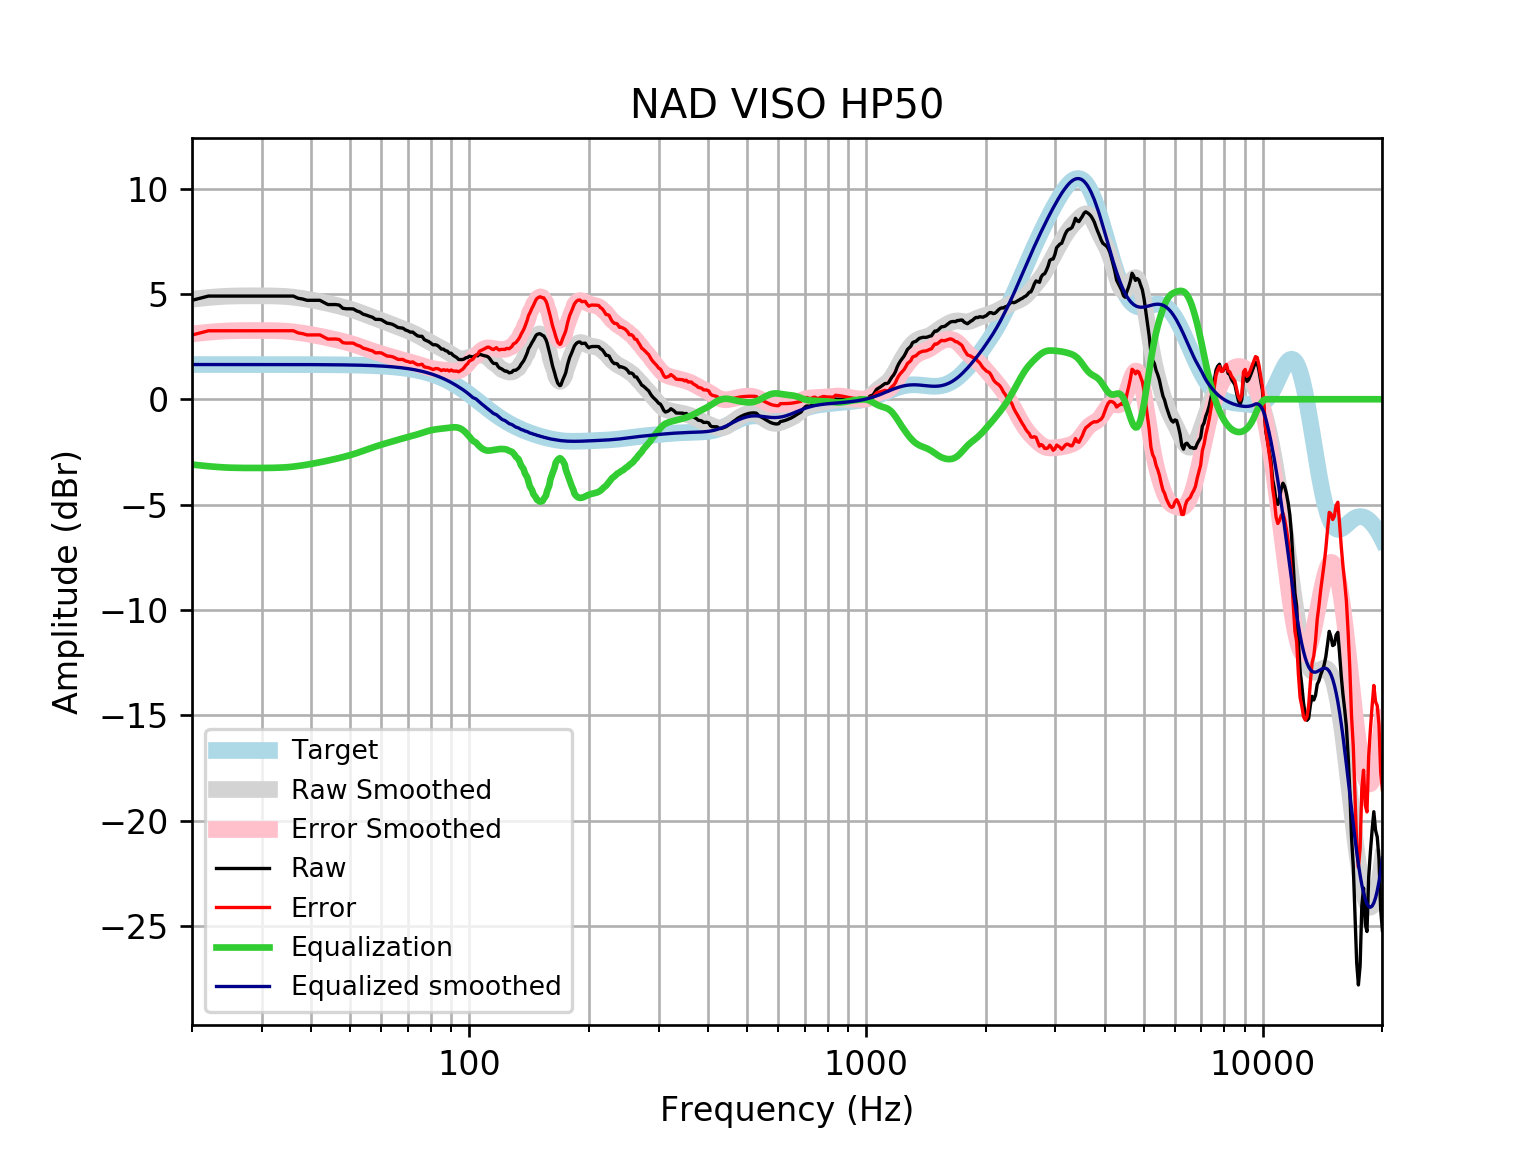 NAD VISO HP50
10
5
0
−5
−10
−15
−20
−25
Amplitude (dBr)
Target
Raw Smoothed
Error Smoothed
Raw
Error
Equalization
Equalized smoothed
100
1000
10000
Frequency (Hz)